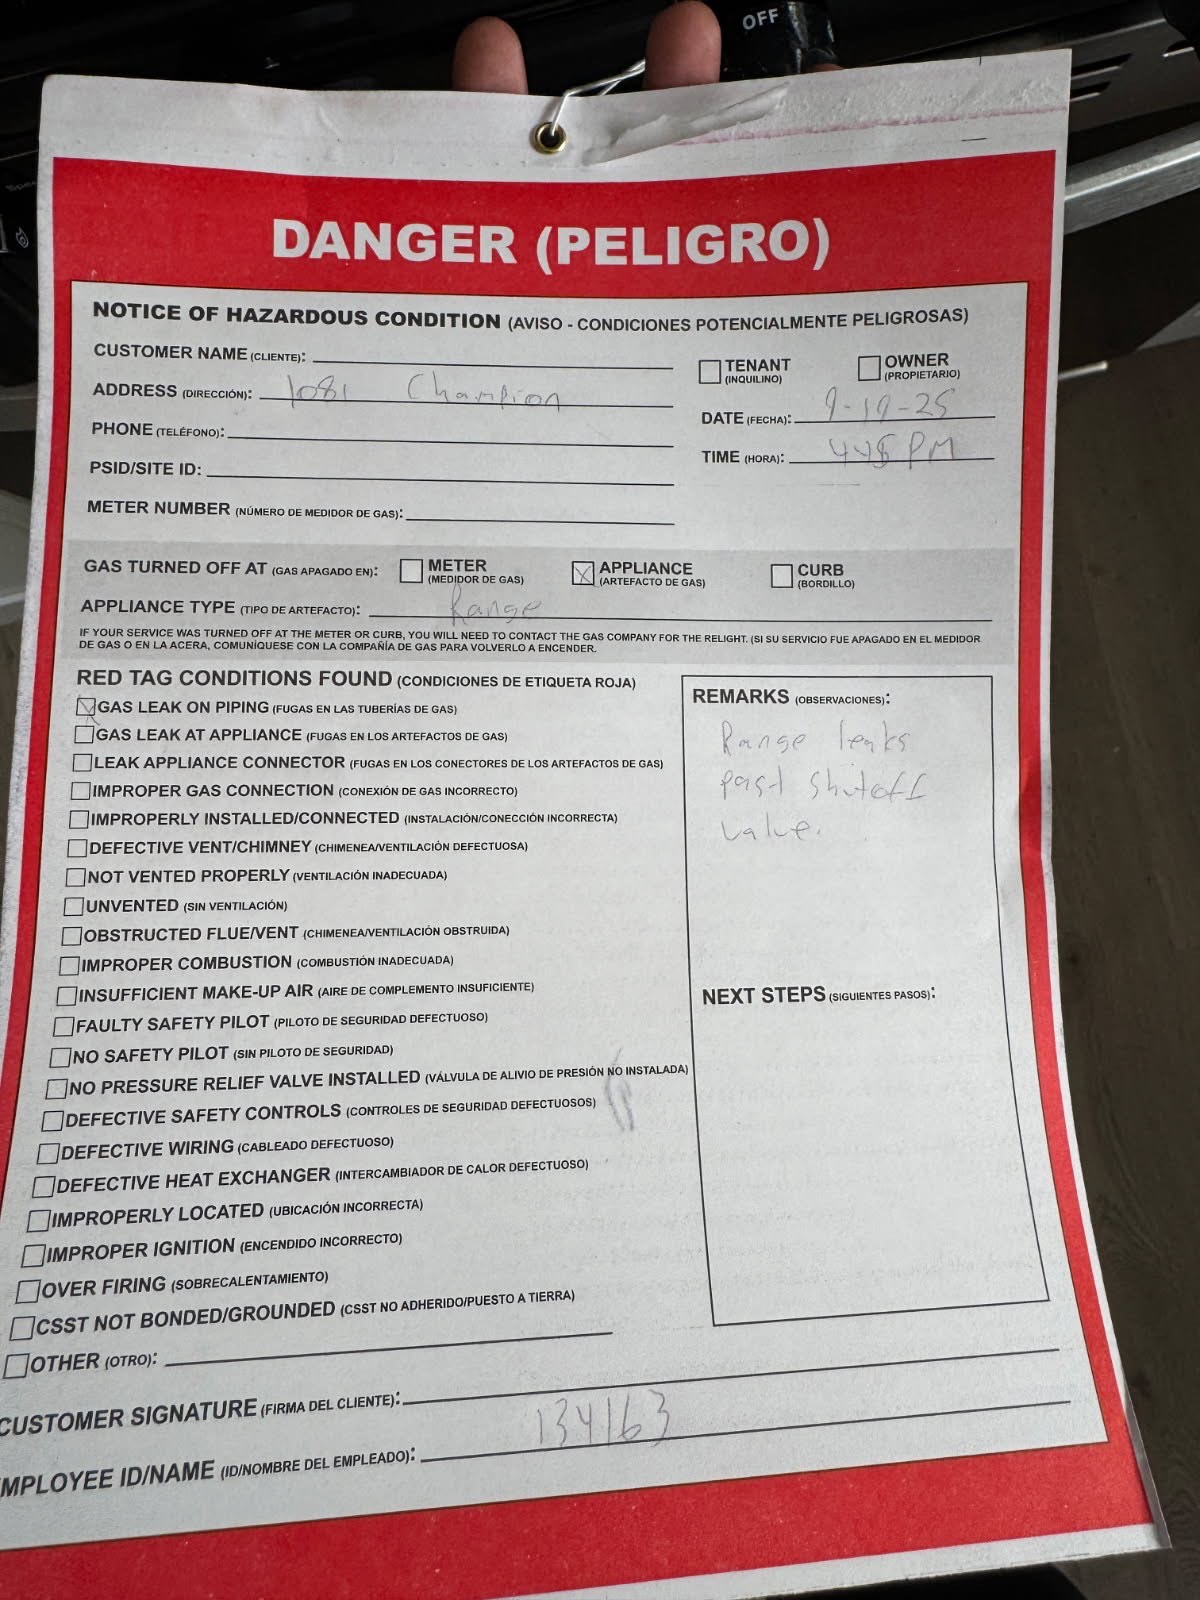 OFF
DANGER (PELIGRO)
NOTICE OF HAZARDOUS CONDITION (AVISO - CONDICIONES POTENCIALMENTE PELIGROSAS)
CUSTOMER NAME (CLIENTE):
TENANT (INQUILINO)
OWNER (PROPIETARIO)
ADDRESS (DIRECCIÓN): 1081 Champion
DATE (FECHA): 9-19-25
PHONE (TELÉFONO):
TIME (HORA): 445 PM
PSID/SITE ID:
METER NUMBER (NÚMERO DE MEDIDOR DE GAS):
GAS TURNED OFF AT (GAS APAGADO EN):
METER (MEDIDOR DE GAS)
APPLIANCE (ARTEFACTO DE GAS)
CURB (BORDILLO)
APPLIANCE TYPE (TIPO DE ARTEFACTO): Range
IF YOUR SERVICE WAS TURNED OFF AT THE METER OR CURB, YOU WILL NEED TO CONTACT THE GAS COMPANY FOR THE RELIGHT. (SI SU SERVICIO FUE APAGADO EN EL MEDIDOR
DE GAS O EN LA ACERA, COMUNÍQUESE CON LA COMPAÑÍA DE GAS PARA VOLVERLO A ENCENDER.
RED TAG CONDITIONS FOUND (CONDICIONES DE ETIQUETA ROJA)
GAS LEAK ON PIPING (FUGAS EN LAS TUBERÍAS DE GAS)
GAS LEAK AT APPLIANCE (FUGAS EN LOS ARTEFACTOS DE GAS)
LEAK APPLIANCE CONNECTOR (FUGAS EN LOS CONECTORES DE LOS ARTEFACTOS DE GAS)
IMPROPER GAS CONNECTION (CONEXIÓN DE GAS INCORRECTO)
IMPROPERLY INSTALLED/CONNECTED (INSTALACIÓN/CONECCIÓN INCORRECTA)
DEFECTIVE VENT/CHIMNEY (CHIMENEA/VENTILACIÓN DEFECTUOSA)
NOT VENTED PROPERLY (VENTILACIÓN INADECUADA)
UNVENTED (SIN VENTILACIÓN)
OBSTRUCTED FLUE/VENT (CHIMENEA/VENTILACIÓN OBSTRUIDA)
IMPROPER COMBUSTION (COMBUSTIÓN INADECUADA)
INSUFFICIENT MAKE-UP AIR (AIRE DE COMPLEMENTO INSUFICIENTE)
FAULTY SAFETY PILOT (PILOTO DE SEGURIDAD DEFECTUOSO)
NO SAFETY PILOT (SIN PILOTO DE SEGURIDAD)
NO PRESSURE RELIEF VALVE INSTALLED (VÁLVULA DE ALIVIO DE PRESIÓN NO INSTALADA)
DEFECTIVE SAFETY CONTROLS (CONTROLES DE SEGURIDAD DEFECTUOSOS)
DEFECTIVE WIRING (CABLEADO DEFECTUOSO)
DEFECTIVE HEAT EXCHANGER (INTERCAMBIADOR DE CALOR DEFECTUOSO)
IMPROPERLY LOCATED (UBICACIÓN INCORRECTA)
IMPROPER IGNITION (ENCENDIDO INCORRECTO)
OVER FIRING (SOBRECALENTAMIENTO)
CSST NOT BONDED/GROUNDED (CSST NO ADHERIDO/PUESTO A TIERRA)
OTHER (OTRO):
REMARKS (OBSERVACIONES):
Range leaks
past shutoff
valve.
NEXT STEPS (SIGUIENTES PASOS):
CUSTOMER SIGNATURE (FIRMA DEL CLIENTE):
MPLOYEE ID/NAME (ID/NOMBRE DEL EMPLEADO): 134163